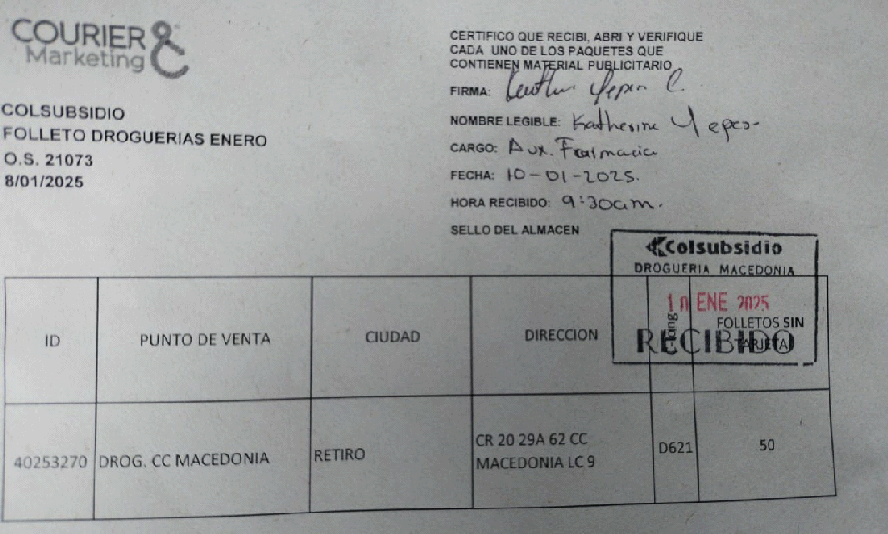 COURIER &
Marketing
COLSUBSIDIO
FOLLETO DROGUERIAS ENERO
O.S. 21073
8/01/2025
CERTIFICO QUE RECIBI, ABRI Y VERIFIQUE
CADA UNO DE LOS PAQUETES QUE
CONTIENEN MATERIAL PUBLICITARIO
FIRMA:
NOMBRE LEGIBLE: Katherine Yepes
CARGO: Aux. Farmacia
FECHA: 10-01-2025.
HORA RECIBIDO: 9:30am.
SELLO DEL ALMACEN
Colsubsidio
DROGUERIA MACEDONIA
10 ENE 2025
RECIBIDO
ID PUNTO DE VENTA CIUDAD DIRECCION FOLLETOS SIN
TARJETA
40253270 DROG. CC MACEDONIA RETIRO CR 20 29A 62 CC
MACEDONIA LC 9 D621 50